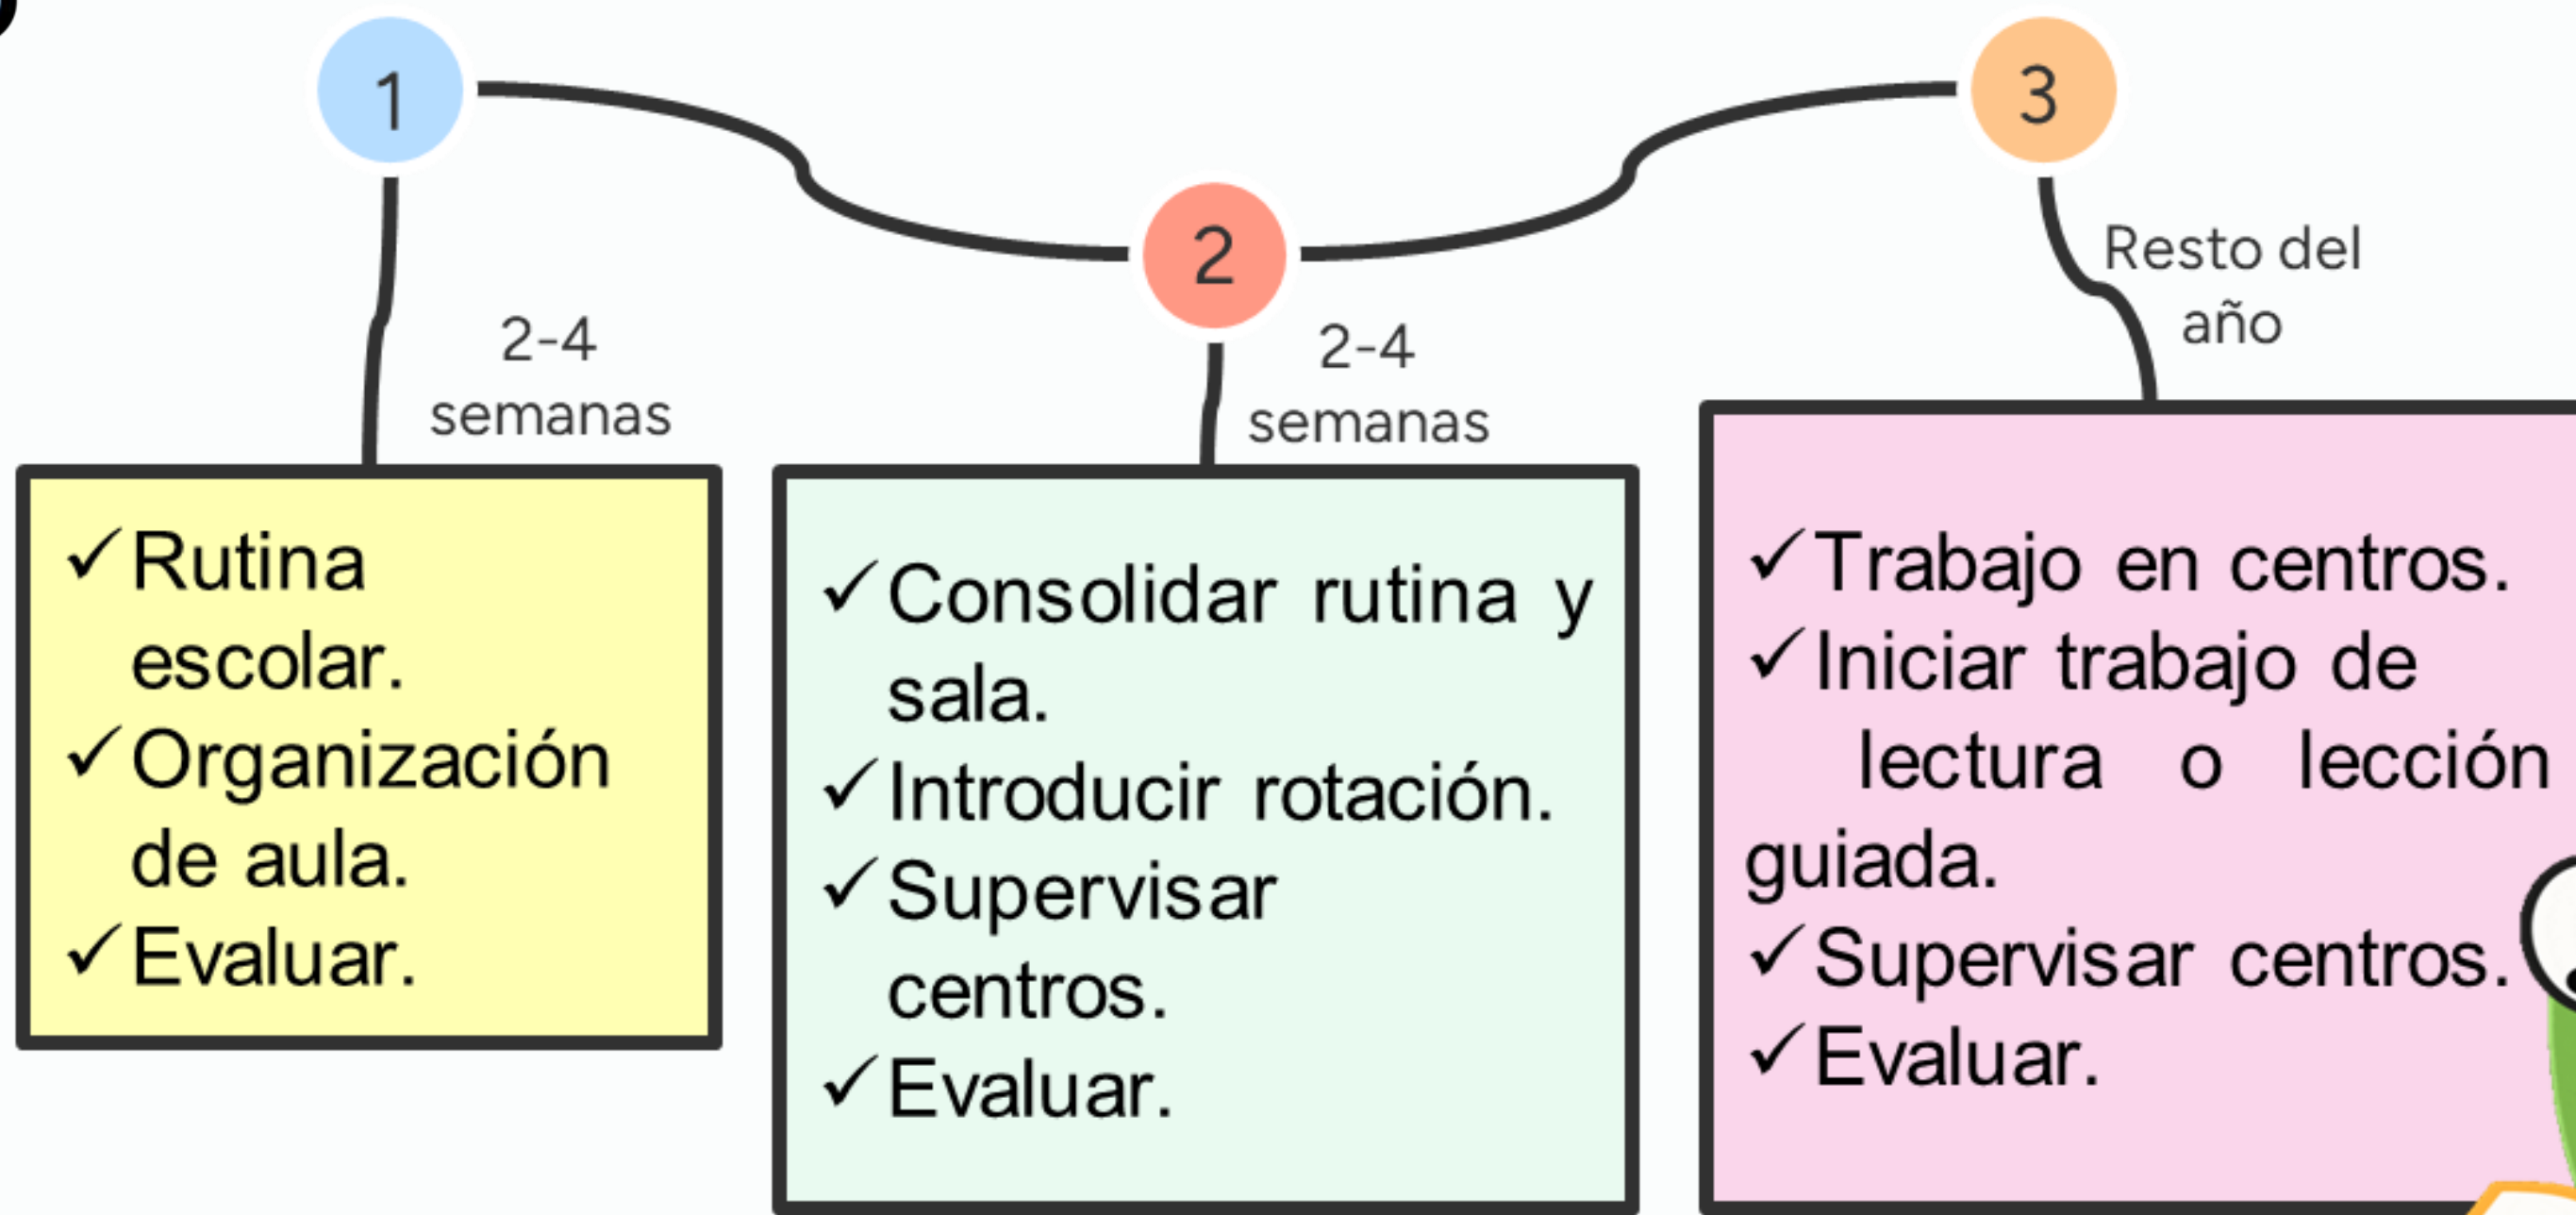 1
2
3
2-4
semanas
2-4
semanas
Resto del
año
✓Rutina
escolar.
✓Organización
de aula.
✓Evaluar.
✓Consolidar rutina y
sala.
✓Introducir rotación.
✓Supervisar
centros.
✓Evaluar.
✓Trabajo en centros.
✓Iniciar trabajo de
lectura o lección
guiada.
✓Supervisar centros.
✓Evaluar.